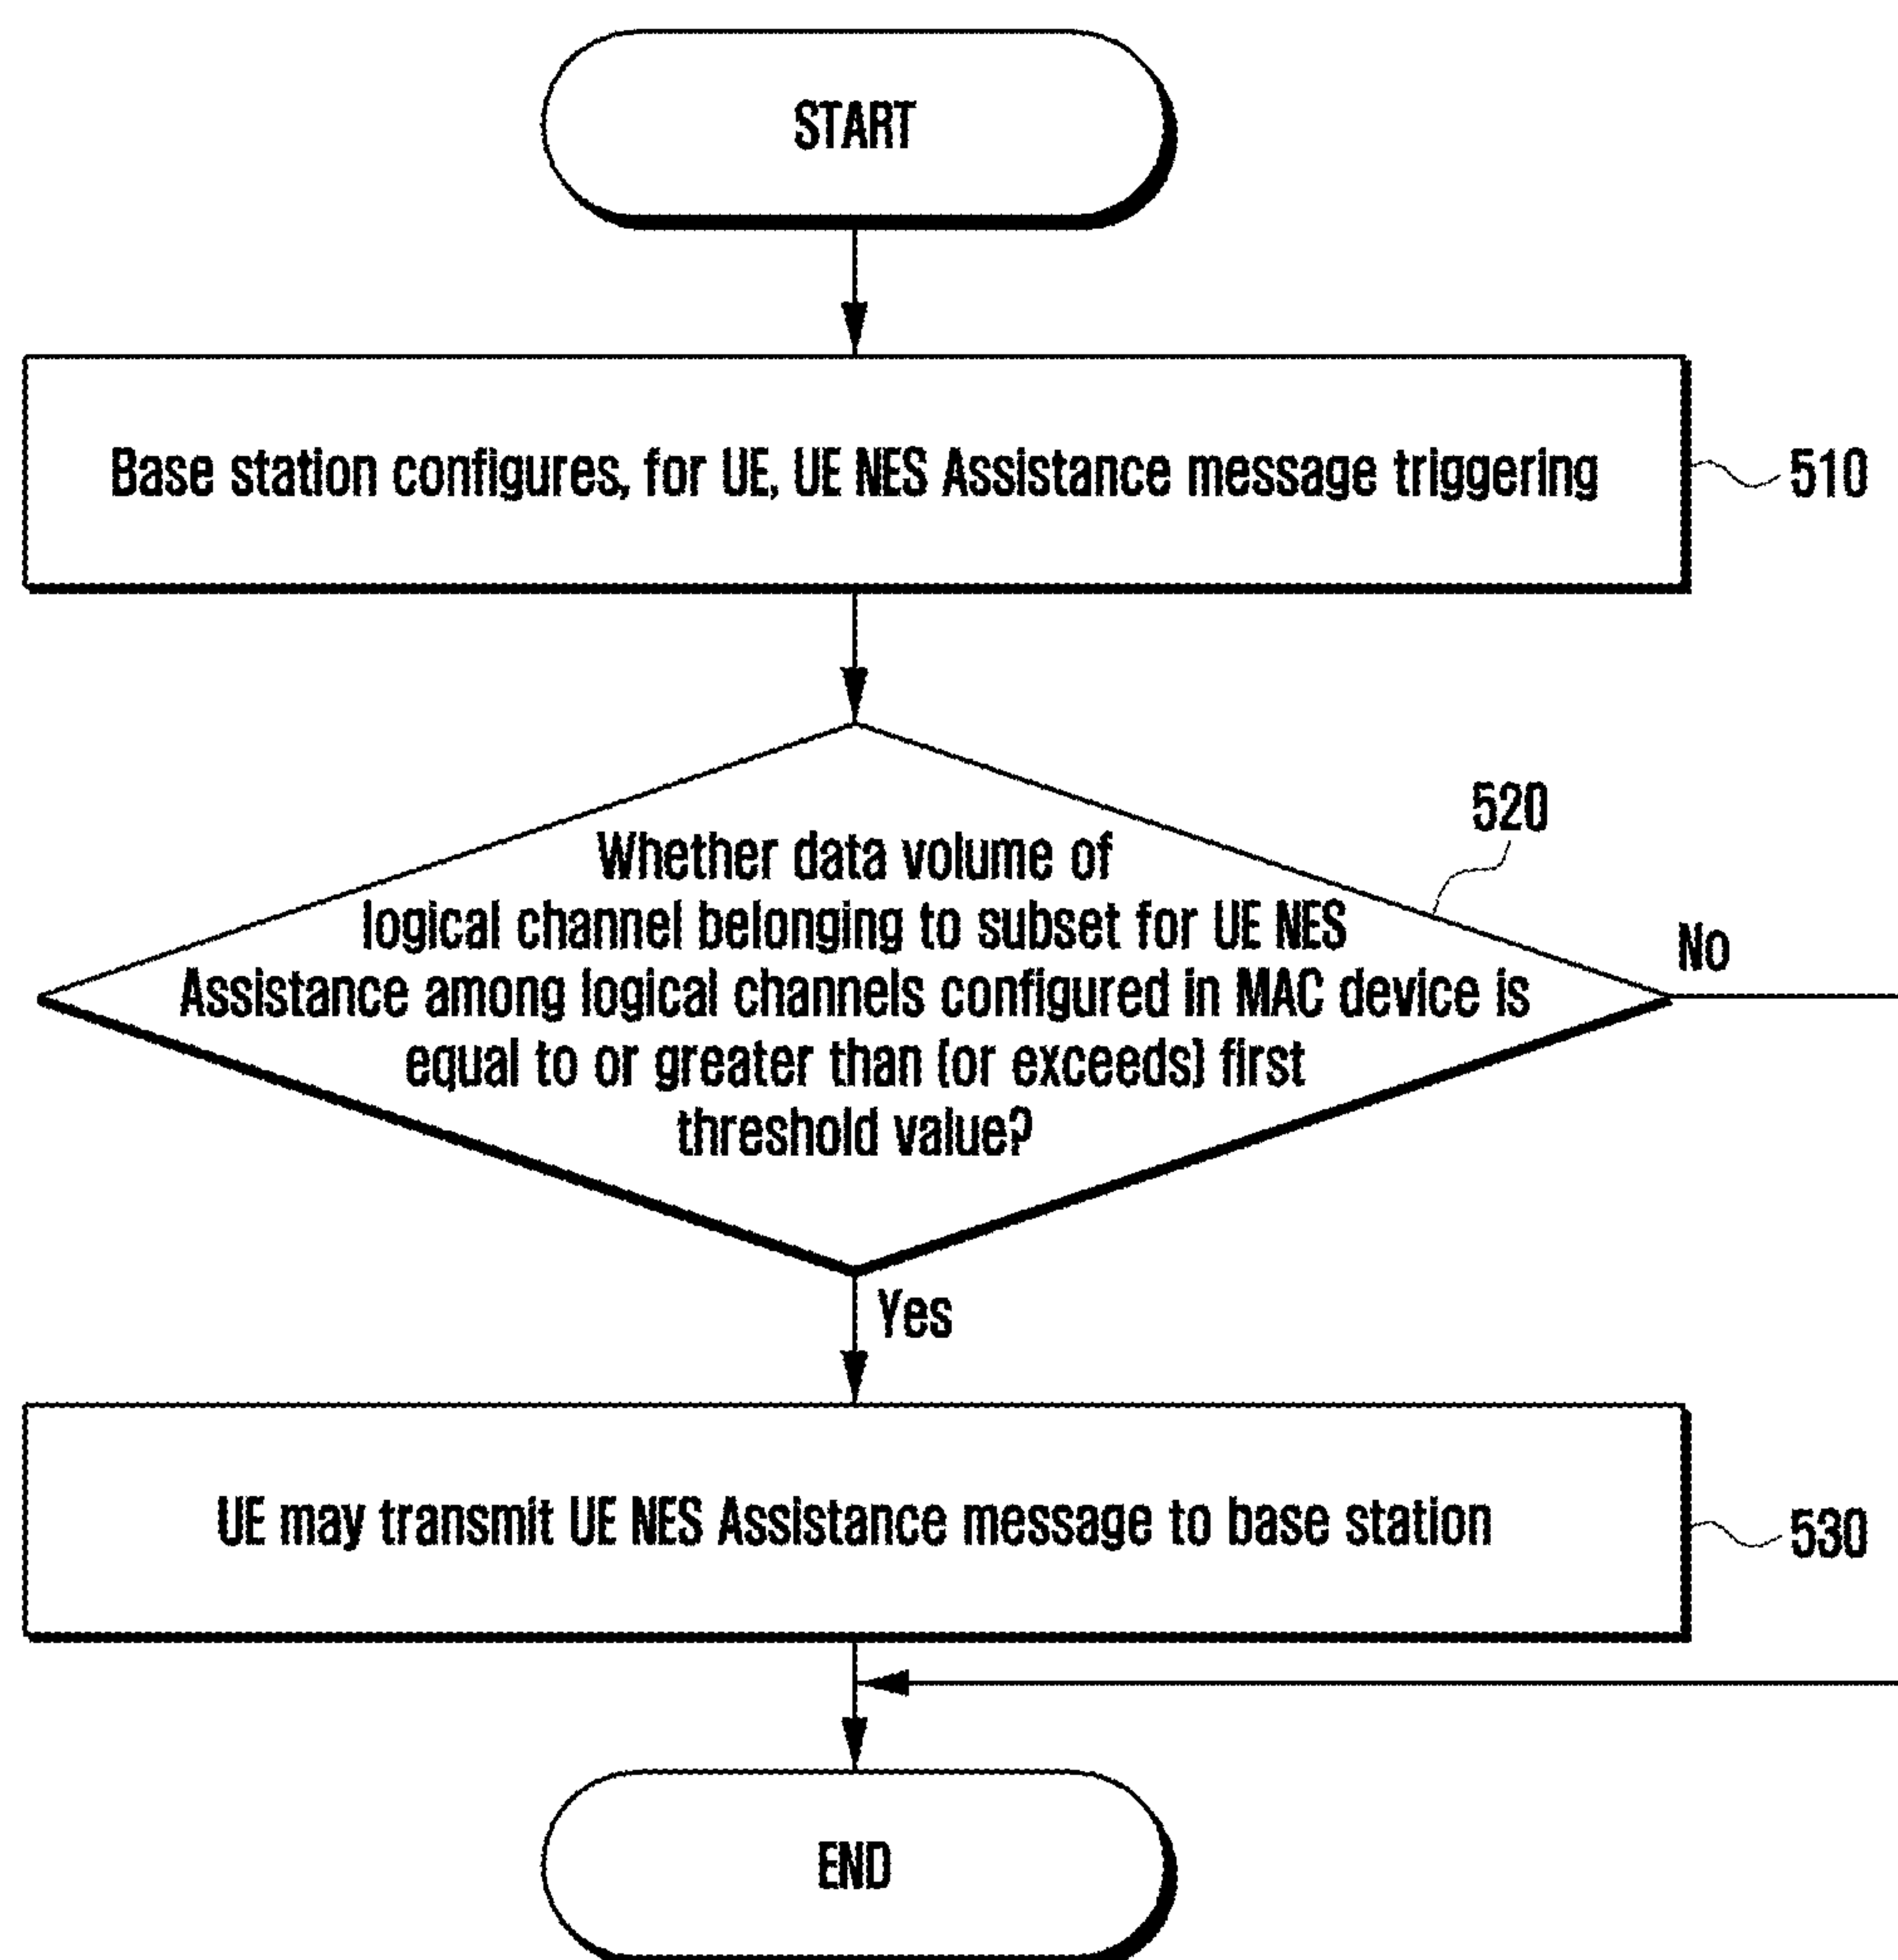 START
Base station configures, for UE, UE NES Assistance message triggering
510
520
Whether data volume of
logical channel belonging to subset for UE NES
Assistance among logical channels configured in MAC device is
equal to or greater than (or exceeds) first
threshold value?
No
Yes
UE may transmit UE NES Assistance message to base station
530
END